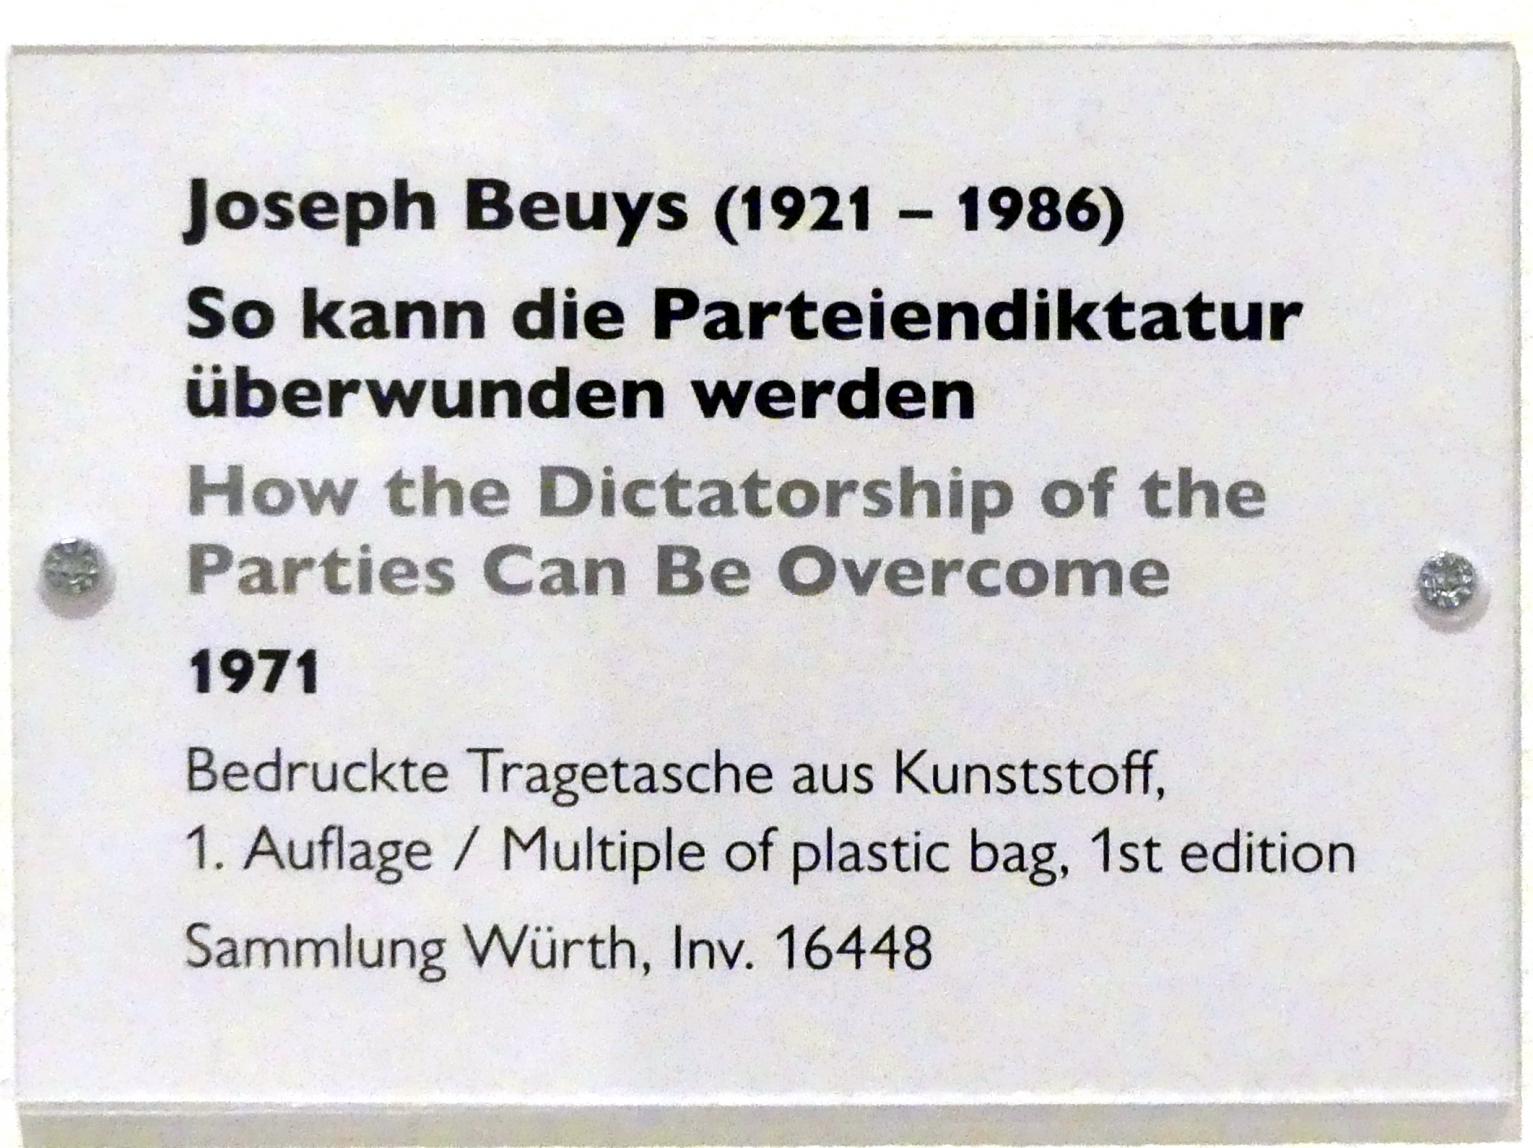 Joseph Beuys (1921 – 1986)
So kann die Parteiendiktatur
überwunden werden
How the Dictatorship of the
Parties Can Be Overcome
1971
Bedruckte Tragetasche aus Kunststoff,
1. Auflage / Multiple of plastic bag, 1st edition
Sammlung Würth, Inv. 16448